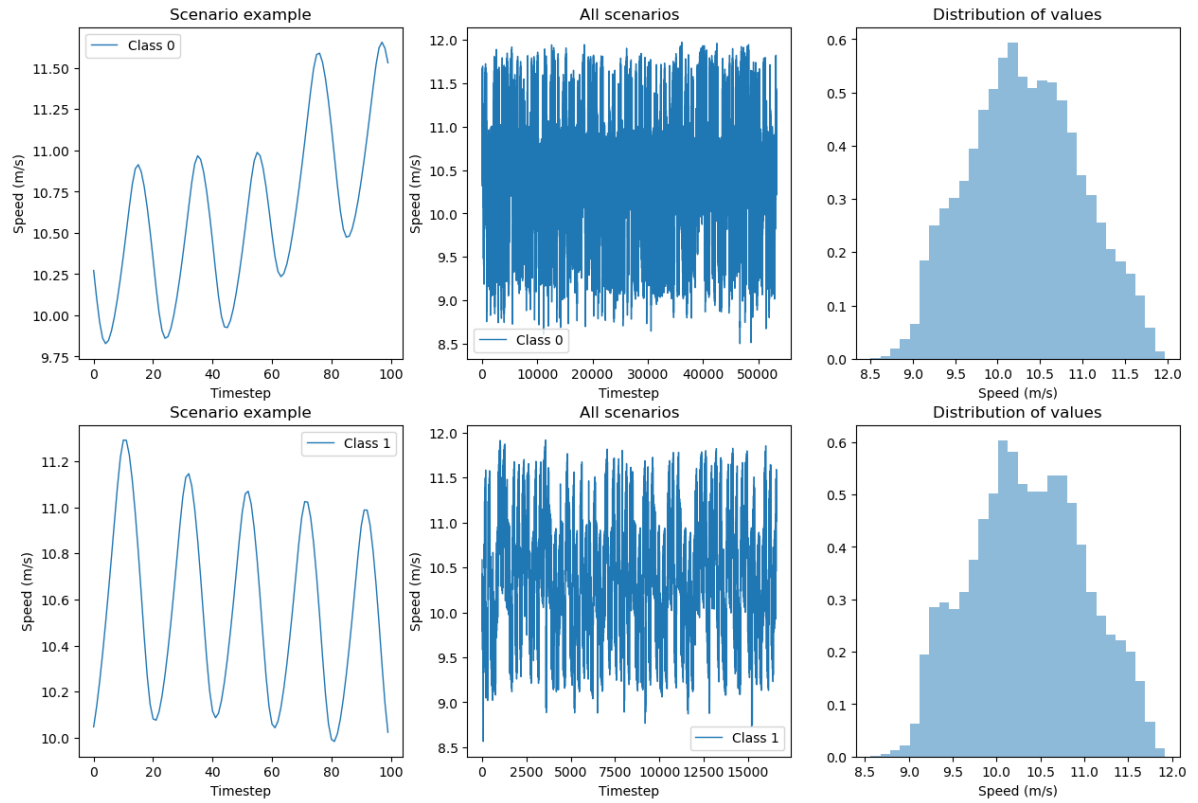 Scenario example
Class 0
11.50
11.25
11.00
10.75
10.50
10.25
10.00
9.75
Speed (m/s)
0 20 40 60 80 100
Timestep
All scenarios
12.0
11.5
11.0
10.5
10.0
9.5
9.0
8.5
Speed (m/s)
Class 0
0 10000 20000 30000 40000 50000
Timestep
Distribution of values
0.6
0.5
0.4
0.3
0.2
0.1
0.0
8.5 9.0 9.5 10.0 10.5 11.0 11.5 12.0
Speed (m/s)
Scenario example
Class 1
11.2
11.0
10.8
10.6
10.4
10.2
10.0
Speed (m/s)
0 20 40 60 80 100
Timestep
All scenarios
12.0
11.5
11.0
10.5
10.0
9.5
9.0
8.5
Speed (m/s)
Class 1
0 2500 5000 7500 10000 12500 15000
Timestep
Distribution of values
0.6
0.5
0.4
0.3
0.2
0.1
0.0
8.5 9.0 9.5 10.0 10.5 11.0 11.5 12.0
Speed (m/s)